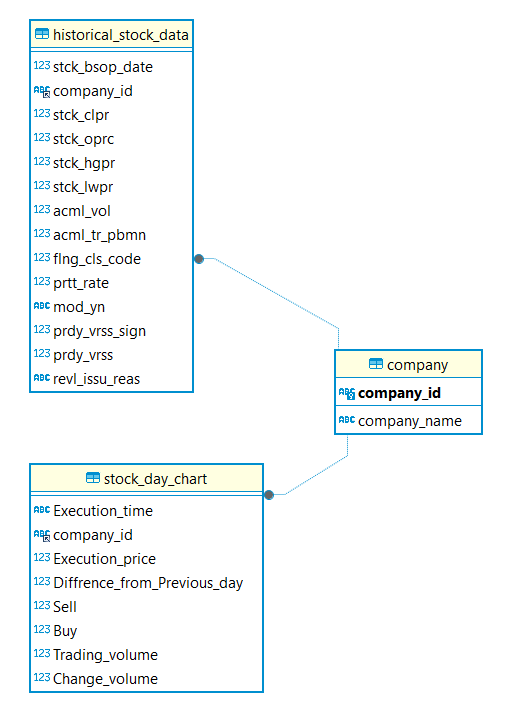 historical_stock_data
123 stck_bsop_date
ABC company_id
123 stck_clpr
123 stck_oprc
123 stck_hgpr
123 stck_lwpr
123 acml_vol
123 acml_tr_pbmn
123 flng_cls_code
123 prtt_rate
ABC mod_yn
123 prdy_vrss_sign
123 prdy_vrss
ABC revl_issu_reas
company
ABC company_id
ABC company_name
stock_day_chart
ABC Execution_time
ABC company_id
123 Execution_price
123 Diffrence_from_Previous_day
123 Sell
123 Buy
123 Trading_volume
123 Change_volume